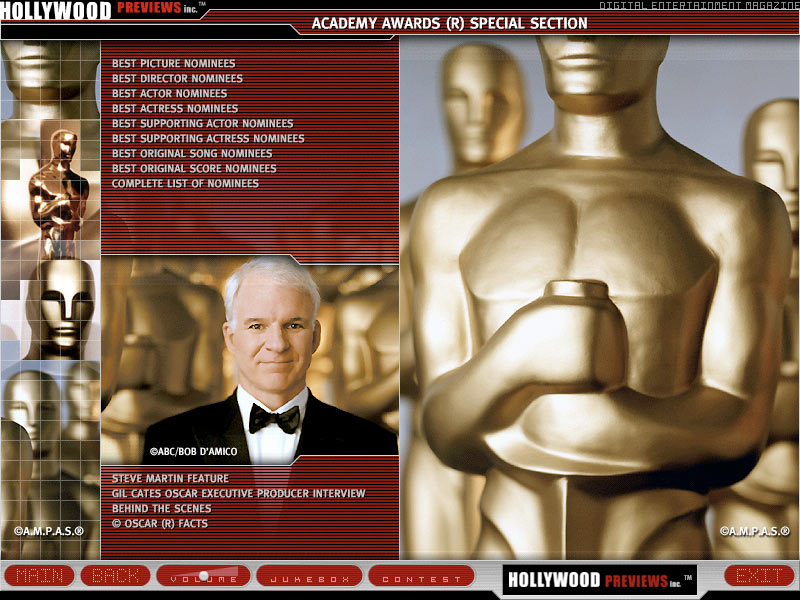 HOLLYWOOD PREVIEWS inc.™
DIGITAL ENTERTAINMENT MAGAZINE
ACADEMY AWARDS (R) SPECIAL SECTION
BEST PICTURE NOMINEES
BEST DIRECTOR NOMINEES
BEST ACTOR NOMINEES
BEST ACTRESS NOMINEES
BEST SUPPORTING ACTOR NOMINEES
BEST SUPPORTING ACTRESS NOMINEES
BEST ORIGINAL SONG NOMINEES
BEST ORIGINAL SCORE NOMINEES
COMPLETE LIST OF NOMINEES
©ABC/BOB D'AMICO
STEVE MARTIN FEATURE
GIL CATES OSCAR EXECUTIVE PRODUCER INTERVIEW
BEHIND THE SCENES
© OSCAR (R) FACTS
©A.M.P.A.S.®
©A.M.P.A.S.®
MAIN
BACK
VOLUME
JUKEBOX
CONTEST
HOLLYWOOD PREVIEWS inc.™
EXIT